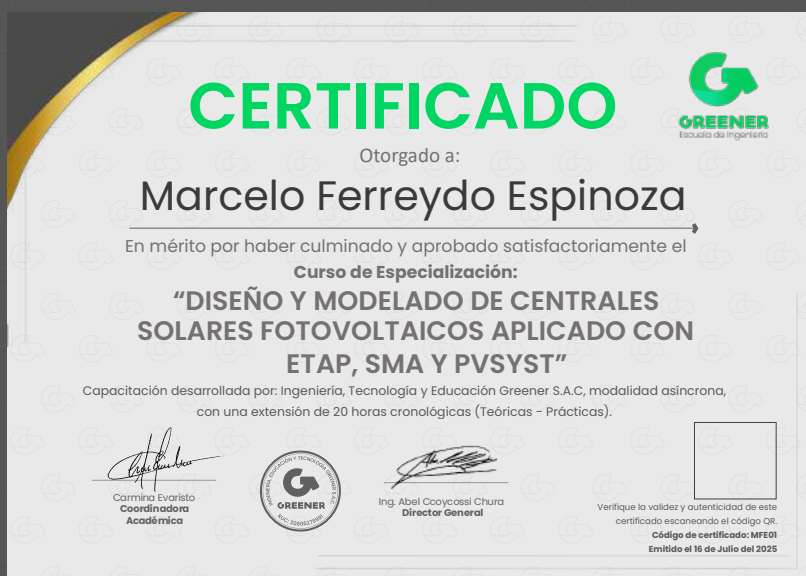 CERTIFICADO
GREENER
Escuela de Ingeniería
Otorgado a:
Marcelo Ferreydo Espinoza
En mérito por haber culminado y aprobado satisfactoriamente el
Curso de Especialización:
“DISEÑO Y MODELADO DE CENTRALES
SOLARES FOTOVOLTAICOS APLICADO CON
ETAP, SMA Y PVSYST”
Capacitación desarrollada por: Ingeniería, Tecnología y Educación Greener S.A.C, modalidad asíncrona,
con una extensión de 20 horas cronológicas (Teóricas - Prácticas).
Carmina Evaristo
Coordinadora
Académica
INGENIERÍA, EDUCACIÓN Y TECNOLOGÍA GREENER S.A.C
GREENER
Ing. Abel Ccoycossi Chura
Director General
Verifique la validez y autenticidad de este
certificado escaneando el código QR.
Código de certificado: MFE01
Emitido el 16 de Julio del 2025